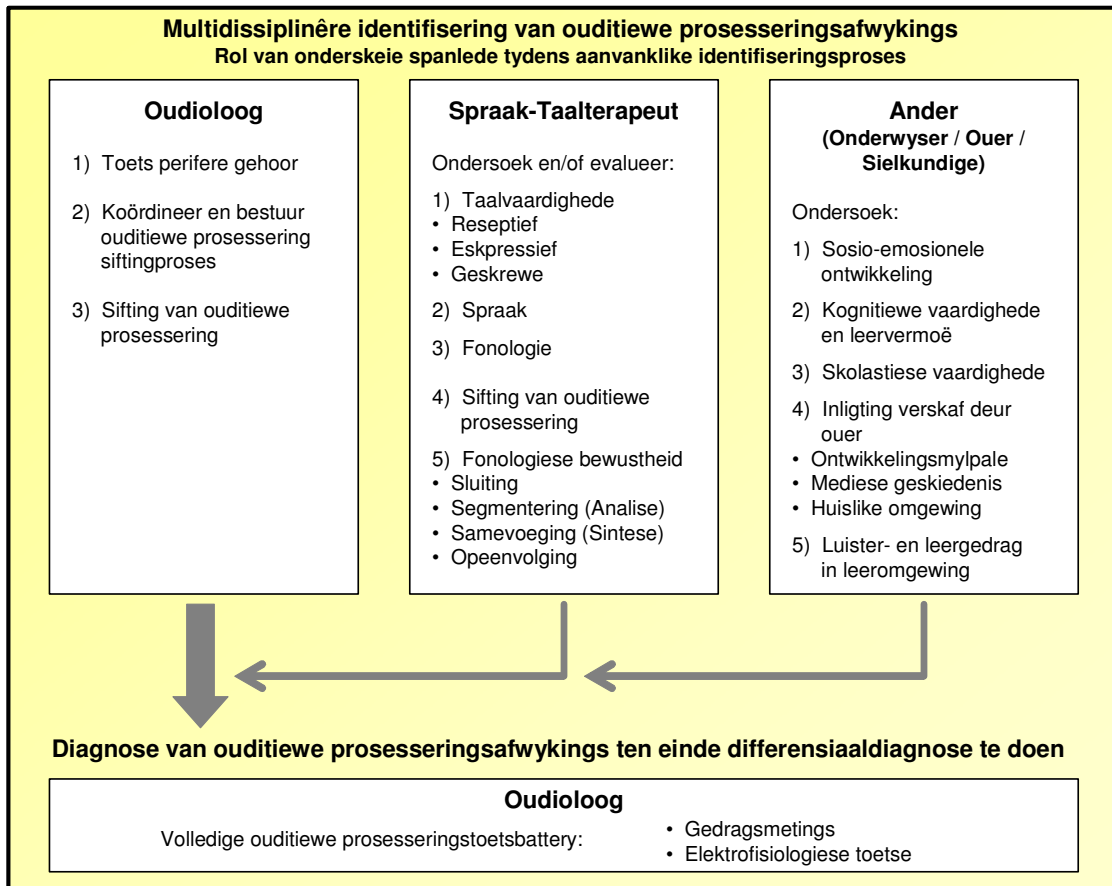 Multidissiplinêre identifisering van ouditiewe prosesseringsafwykings
Rol van onderskeie spanlede tydens aanvanklike identifiseringsproses
Oudioloog
1) Toets perifere gehoor
2) Koördineer en bestuur
ouditiewe prosessering
siftingproses
3) Sifting van ouditiewe
prosessering
Spraak-Taalterapeut
Ondersoek en/of evalueer:
1) Taalvaardighede
• Reseptief
• Eskpressief
• Geskrewe
2) Spraak
3) Fonologie
4) Sifting van ouditiewe
prosessering
5) Fonologiese bewustheid
• Sluiting
• Segmentering (Analise)
• Samevoeging (Sintese)
• Opeenvolging
Ander
(Onderwyser / Ouer /
Sielkundige)
Ondersoek:
1) Sosio-emosionele
ontwikkeling
2) Kognitiewe vaardighede
en leervermoë
3) Skolastiese vaardighede
4) Inligting verskaf deur
ouer
• Ontwikkelingsmylpale
• Mediese geskiedenis
• Huislike omgewing
5) Luister- en leergedrag
in leeromgewing
Diagnose van ouditiewe prosesseringsafwykings ten einde differensiaaldiagnose te doen
Oudioloog
Volledige ouditiewe prosesseringstoetsbattery:
• Gedragsmetings
• Elektrofisiologiese toetse